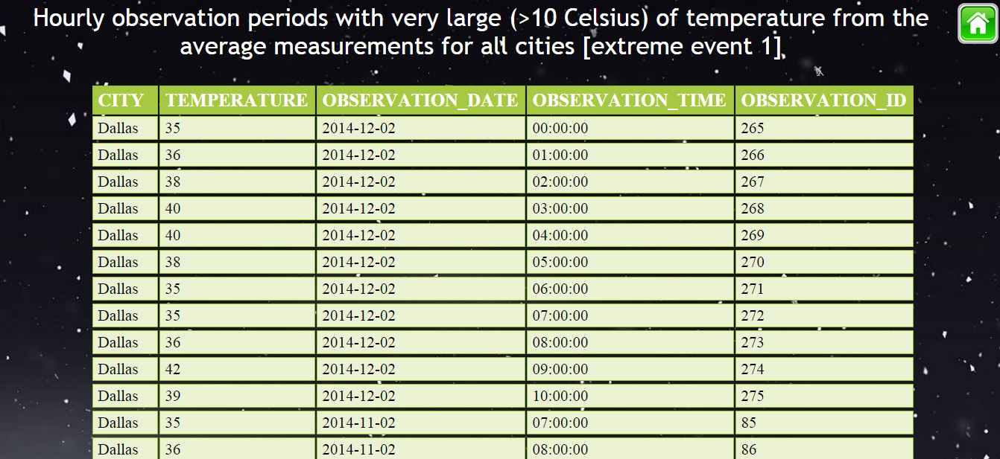 Hourly observation periods with very large (>10 Celsius) of temperature from the
average measurements for all cities [extreme event 1].
CITY TEMPERATURE OBSERVATION_DATE OBSERVATION_TIME OBSERVATION_ID
Dallas 35 2014-12-02 00:00:00 265
Dallas 36 2014-12-02 01:00:00 266
Dallas 38 2014-12-02 02:00:00 267
Dallas 40 2014-12-02 03:00:00 268
Dallas 40 2014-12-02 04:00:00 269
Dallas 38 2014-12-02 05:00:00 270
Dallas 35 2014-12-02 06:00:00 271
Dallas 35 2014-12-02 07:00:00 272
Dallas 36 2014-12-02 08:00:00 273
Dallas 42 2014-12-02 09:00:00 274
Dallas 39 2014-12-02 10:00:00 275
Dallas 35 2014-11-02 07:00:00 85
Dallas 36 2014-11-02 08:00:00 86